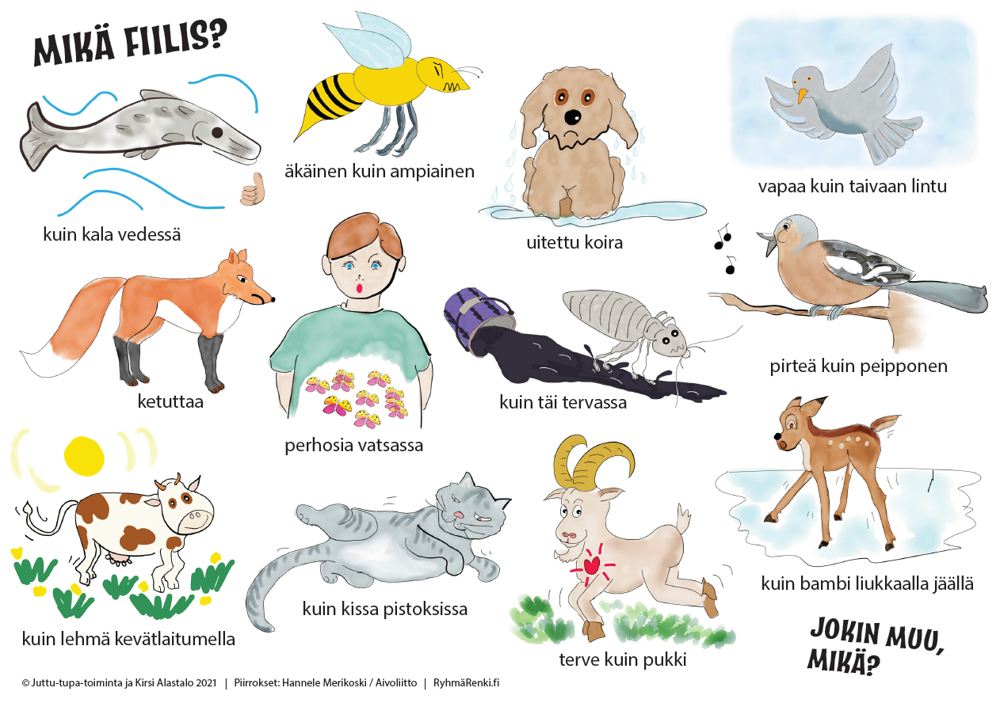 MIKÄ FIILIS?
kuin kala vedessä
äkäinen kuin ampiainen
uitettu koira
vapaa kuin taivaan lintu
ketuttaa
perhosia vatsassa
kuin täi tervassa
pirteä kuin peipponen
kuin lehmä kevätlaitumella
kuin kissa pistoksissa
terve kuin pukki
kuin bambi liukkaalla jäällä
JOKIN MUU,
MIKÄ?
© Juttu-tupa-toiminta ja Kirsi Alastalo 2021 | Piirrokset: Hannele Merikoski / Aivoliitto | RyhmäRenki.fi